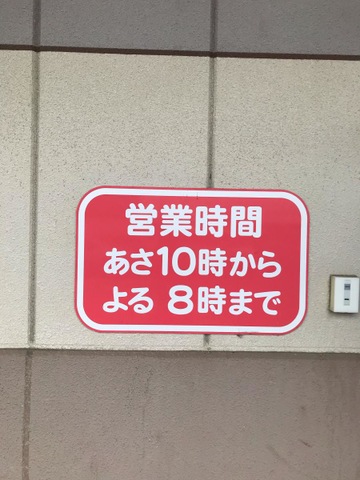 営業時間
あさ10時から
よる 8時まで